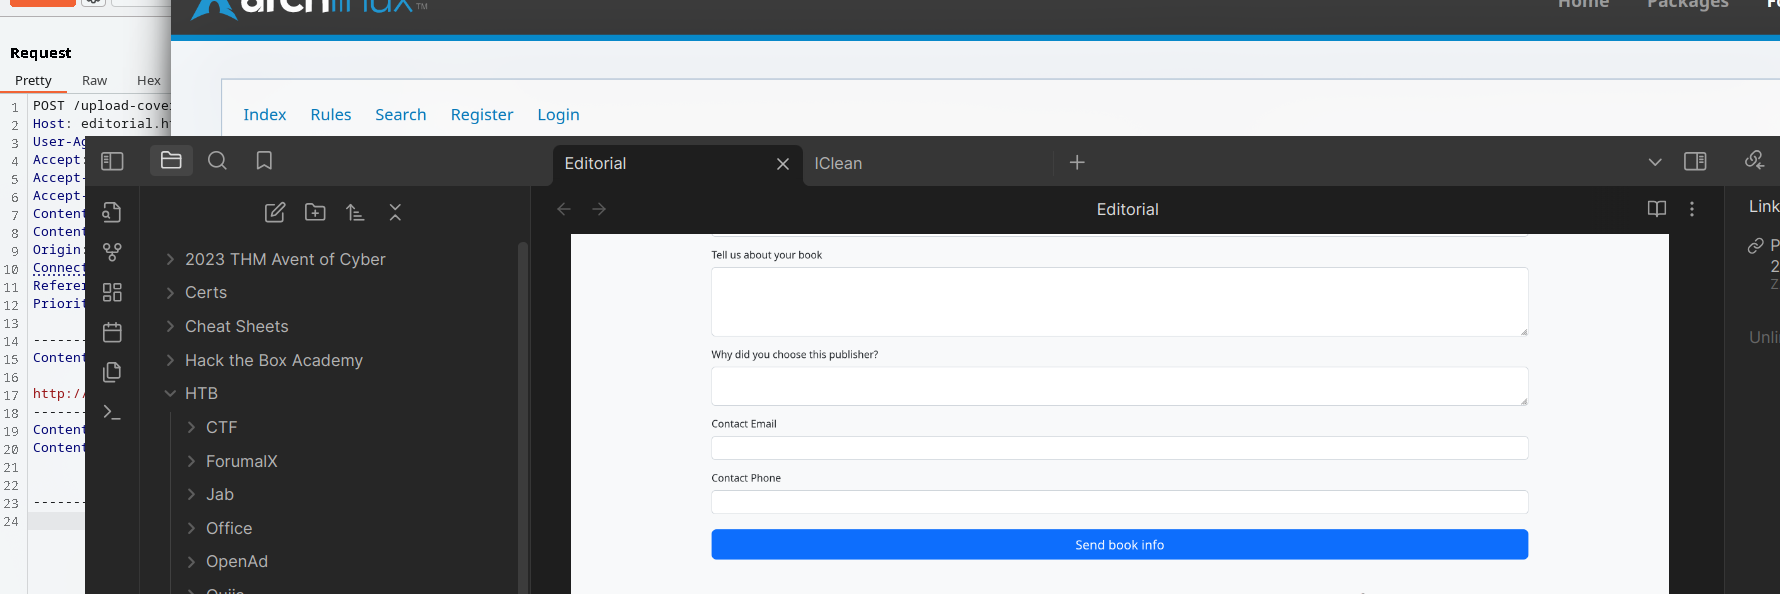 archlinux™
Home Packages
Request
Pretty Raw Hex
1 POST /upload-cove
2 Host: editorial.h
3 User-Ag
4 Accept:
5 Accept-
6 Accept-
7 Content
8 Content
9 Origin:
10 Connect
11 Referer
12 Priorit
13
14 -------
15 Content
16
17 http://
18 -------
19 Content
20 Content
21
22
23 -------
24
Index Rules Search Register Login
Editorial IClean
Editorial
2023 THM Avent of Cyber
Certs
Cheat Sheets
Hack the Box Academy
HTB
CTF
ForumalX
Jab
Office
OpenAd
Tell us about your book
Why did you choose this publisher?
Contact Email
Contact Phone
Send book info
Link
P
2
Z
Unli